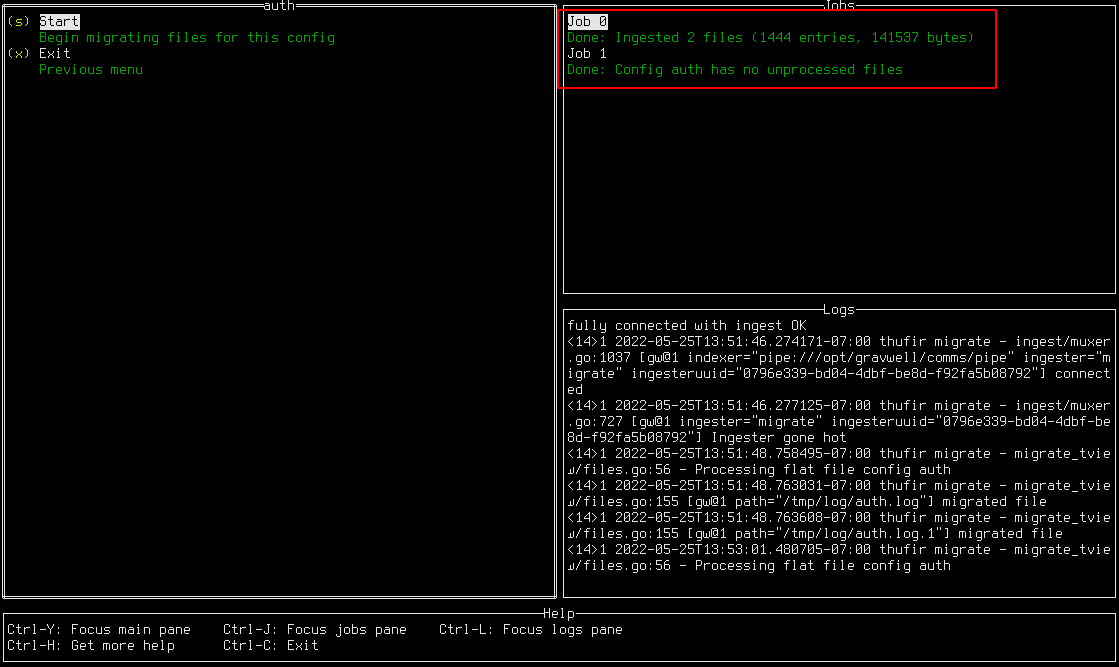 auth
(s) Start
Begin migrating files for this config
(x) Exit
Previous menu
Jobs
Job 0
Done: Ingested 2 files (1444 entries, 141537 bytes)
Job 1
Done: Config auth has no unprocessed files
Logs
fully connected with ingest OK
<14>1 2022-05-25T13:51:46.274171-07:00 thufir migrate - ingest/muxer
.go:1037 [gw@1 indexer="pipe:///opt/gravwell/comms/pipe" ingester="m
igrate" ingesteruuid="0796e339-bd04-4dbf-be8d-f92fa5b08792"] connect
ed
<14>1 2022-05-25T13:51:46.277125-07:00 thufir migrate - ingest/muxer
.go:727 [gw@1 ingester="migrate" ingesteruuid="0796e339-bd04-4dbf-be
8d-f92fa5b08792"] Ingester gone hot
<14>1 2022-05-25T13:51:48.758495-07:00 thufir migrate - migrate_tvie
w/files.go:56 - Processing flat file config auth
<14>1 2022-05-25T13:51:48.763031-07:00 thufir migrate - migrate_tvie
w/files.go:155 [gw@1 path="/tmp/log/auth.log"] migrated file
<14>1 2022-05-25T13:51:48.763608-07:00 thufir migrate - migrate_tvie
w/files.go:155 [gw@1 path="/tmp/log/auth.log.1"] migrated file
<14>1 2022-05-25T13:53:01.480705-07:00 thufir migrate - migrate_tvie
w/files.go:56 - Processing flat file config auth
Help
Ctrl-Y: Focus main pane Ctrl-J: Focus jobs pane Ctrl-L: Focus logs pane
Ctrl-H: Get more help Ctrl-C: Exit